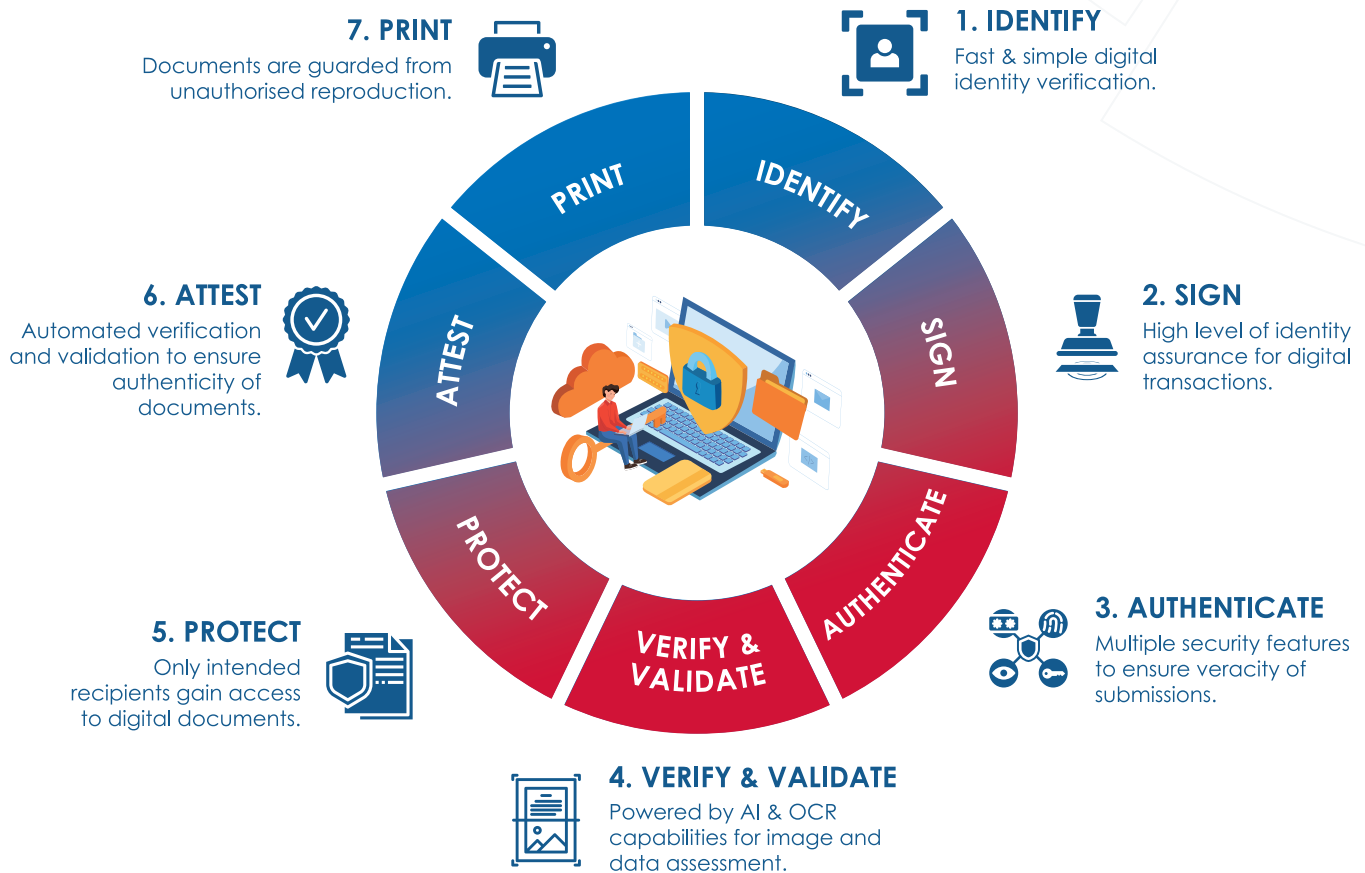 7. PRINT
Documents are guarded from
unauthorised reproduction.
1. IDENTIFY
Fast & simple digital
identity verification.
PRINT
IDENTIFY
6. ATTEST
Automated verification
and validation to ensure
authenticity of
documents.
ATTEST
SIGN
2. SIGN
High level of identity
assurance for digital
transactions.
PROTECT
VERIFY &
VALIDATE
AUTHENTICATE
5. PROTECT
Only intended
recipients gain access
to digital documents.
3. AUTHENTICATE
Multiple security features
to ensure veracity of
submissions.
4. VERIFY & VALIDATE
Powered by AI & OCR
capabilities for image and
data assessment.